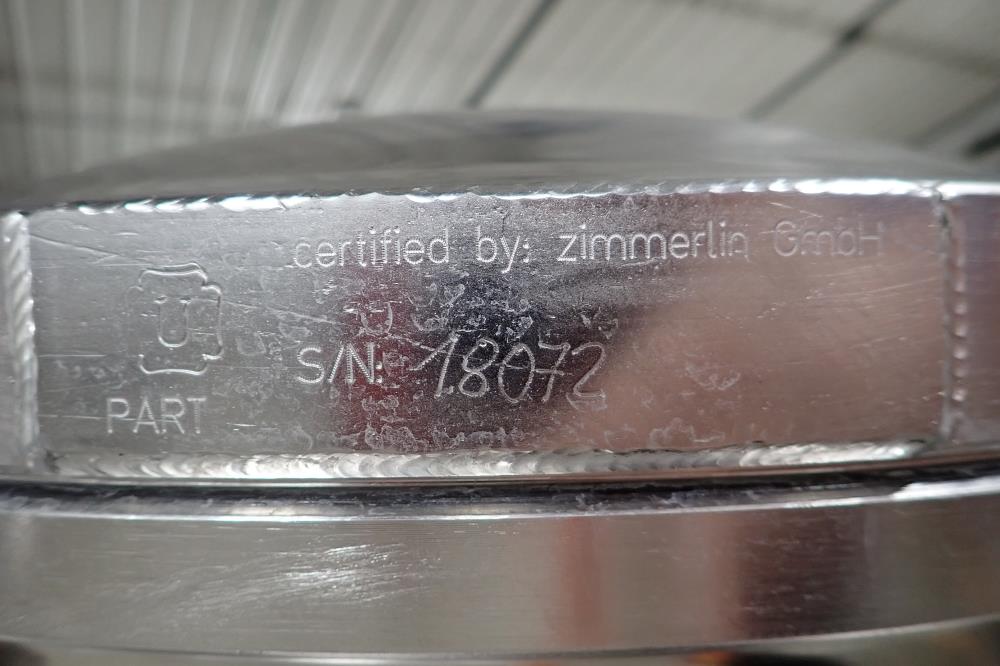 certified by: zimmerlin GmbH
U
S/N: 18072
PART